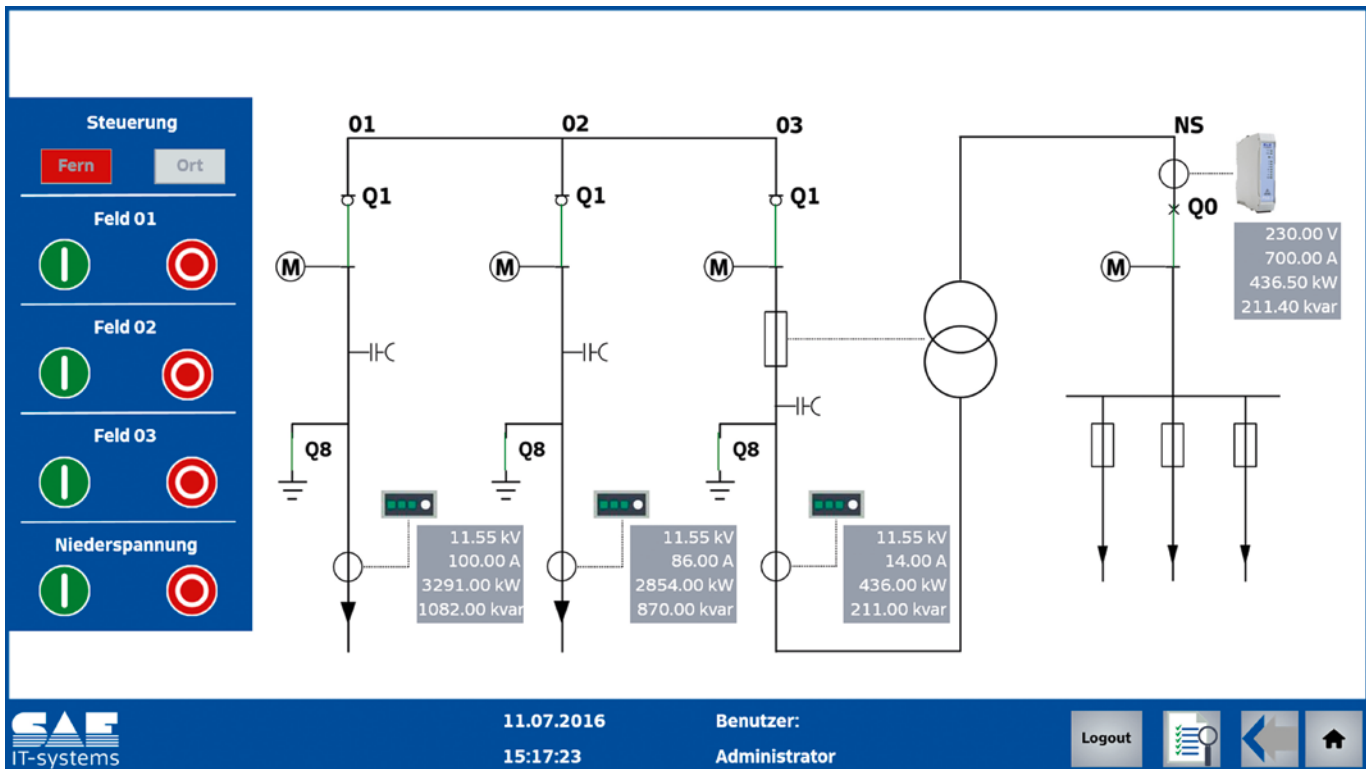 Steuerung
Fern
Ort
Feld 01
Feld 02
Feld 03
Niederspannung
01
02
03
NS
Q1
Q1
Q1
Q0
M
M
M
M
230.00 V
700.00 A
436.50 kW
211.40 kvar
Q8
Q8
Q8
11.55 kV
100.00 A
3291.00 kW
1082.00 kvar
11.55 kV
86.00 A
2854.00 kW
870.00 kvar
11.55 kV
14.00 A
436.00 kW
211.00 kvar
SAE
IT-systems
11.07.2016
15:17:23
Benutzer:
Administrator
Logout